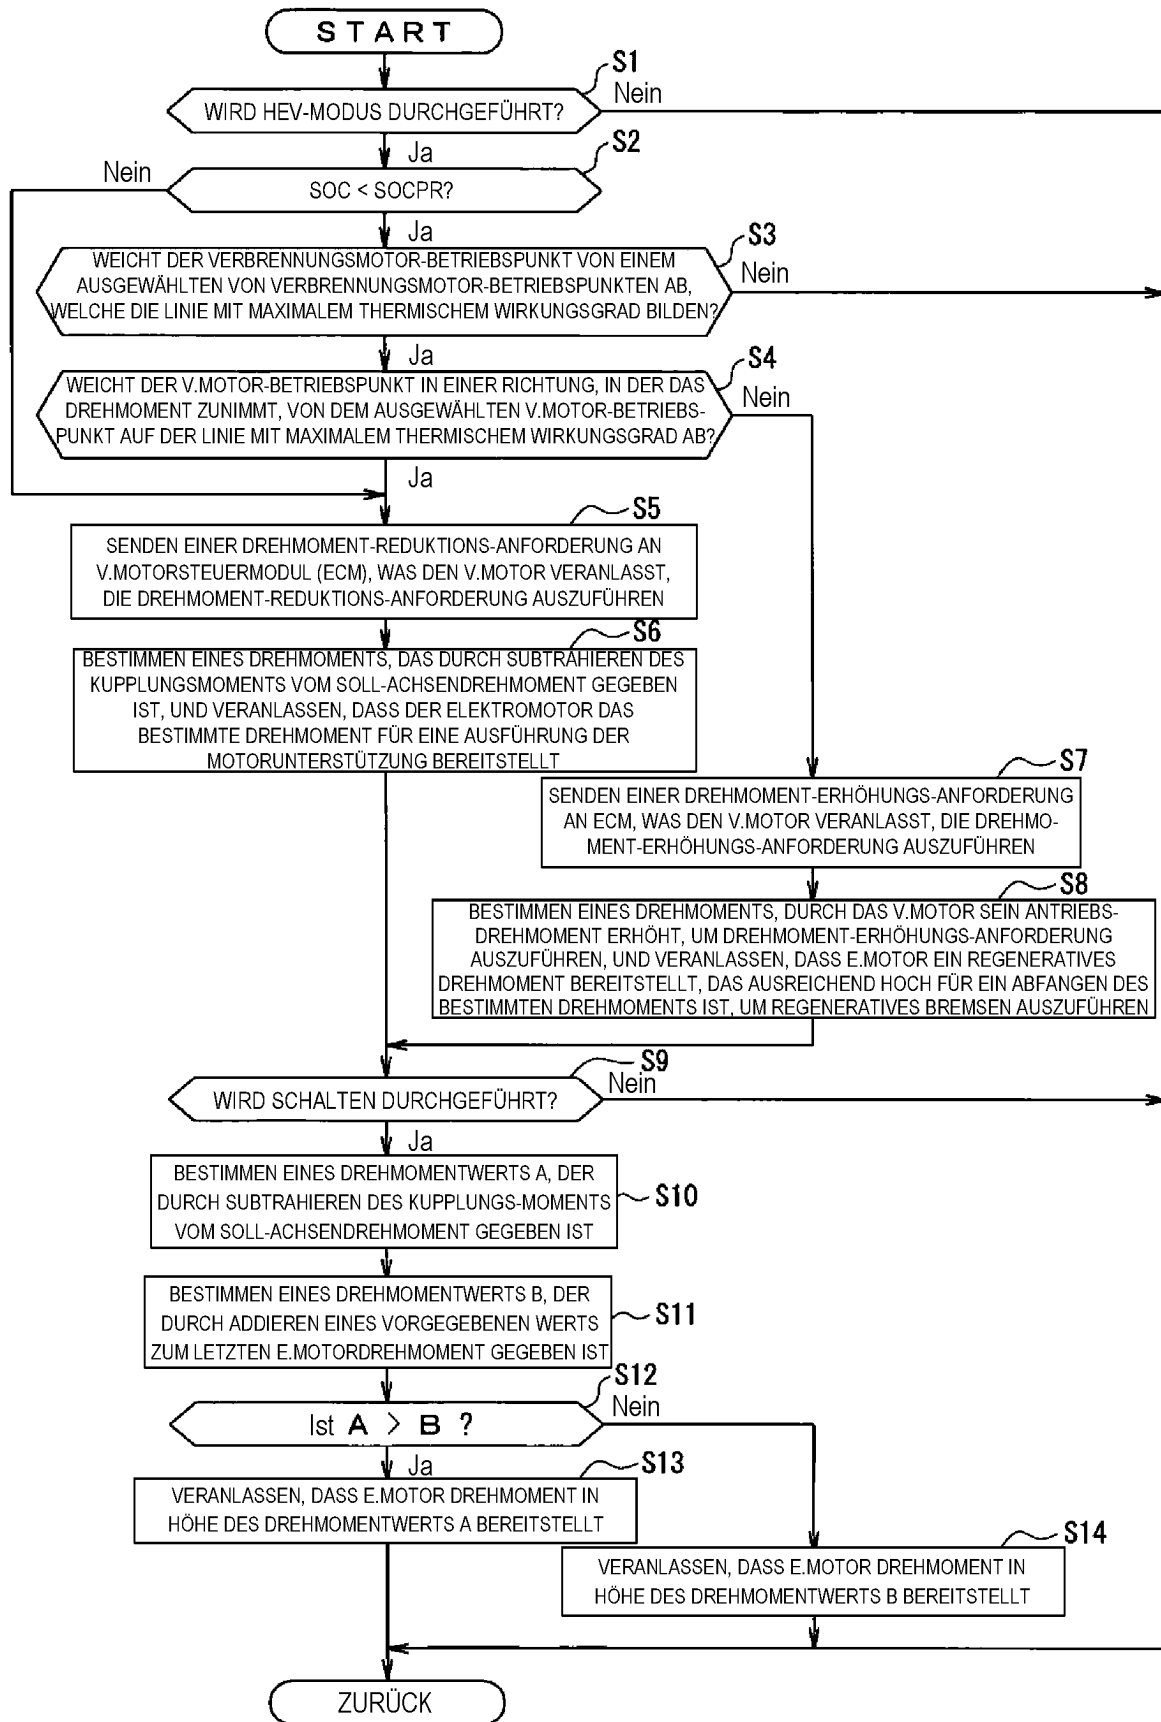 START
S1
WIRD HEV-MODUS DURCHGEFÜHRT?
Nein
Ja
S2
Nein
SOC < SOCPR?
Ja
S3
WEICHT DER VERBRENNUNGSMOTOR-BETRIEBSPUNKT VON EINEM
AUSGEWÄHLTEN VON VERBRENNUNGSMOTOR-BETRIEBSPUNKTEN AB,
WELCHE DIE LINIE MIT MAXIMALEM THERMISCHEM WIRKUNGSGRAD BILDEN?
Nein
Ja
S4
WEICHT DER V.MOTOR-BETRIEBSPUNKT IN EINER RICHTUNG, IN DER DAS
DREHMOMENT ZUNIMMT, VON DEM AUSGEWÄHLTEN V.MOTOR-BETRIEBS-
PUNKT AUF DER LINIE MIT MAXIMALEM THERMISCHEM WIRKUNGSGRAD AB?
Nein
Ja
S5
SENDEN EINER DREHMOMENT-REDUKTIONS-ANFORDERUNG AN
V.MOTORSTEUERMODUL (ECM), WAS DEN V.MOTOR VERANLASST,
DIE DREHMOMENT-REDUKTIONS-ANFORDERUNG AUSZUFÜHREN
S6
BESTIMMEN EINES DREHMOMENTS, DAS DURCH SUBTRAHIEREN DES
KUPPLUNGSMOMENTS VOM SOLL-ACHSENDREHMOMENT GEGEBEN
IST, UND VERANLASSEN, DASS DER ELEKTROMOTOR DAS
BESTIMMTE DREHMOMENT FÜR EINE AUSFÜHRUNG DER
MOTORUNTERSTÜTZUNG BEREITSTELLT
S7
SENDEN EINER DREHMOMENT-ERHÖHUNGS-ANFORDERUNG
AN ECM, WAS DEN V.MOTOR VERANLASST, DIE DREHMO-
MENT-ERHÖHUNGS-ANFORDERUNG AUSZUFÜHREN
S8
BESTIMMEN EINES DREHMOMENTS, DURCH DAS V.MOTOR SEIN ANTRIEBS-
DREHMOMENT ERHÖHT, UM DREHMOMENT-ERHÖHUNGS-ANFORDERUNG
AUSZUFÜHREN, UND VERANLASSEN, DASS E.MOTOR EIN REGENERATIVES
DREHMOMENT BEREITSTELLT, DAS AUSREICHEND HOCH FÜR EIN ABFANGEN DES
BESTIMMTEN DREHMOMENTS IST, UM REGENERATIVES BREMSEN AUSZUFÜHREN
S9
WIRD SCHALTEN DURCHGEFÜHRT?
Nein
Ja
BESTIMMEN EINES DREHMOMENTWERTS A, DER
DURCH SUBTRAHIEREN DES KUPPLUNGS-MOMENTS
VOM SOLL-ACHSENDREHMOMENT GEGEBEN IST
S10
BESTIMMEN EINES DREHMOMENTWERTS B, DER
DURCH ADDIEREN EINES VORGEGEBENEN WERTS
ZUM LETZTEN E.MOTORDREHMOMENT GEGEBEN IST
S11
S12
Ist A > B ?
Nein
Ja
S13
VERANLASSEN, DASS E.MOTOR DREHMOMENT IN
HÖHE DES DREHMOMENTWERTS A BEREITSTELLT
S14
VERANLASSEN, DASS E.MOTOR DREHMOMENT IN
HÖHE DES DREHMOMENTWERTS B BEREITSTELLT
ZURÜCK